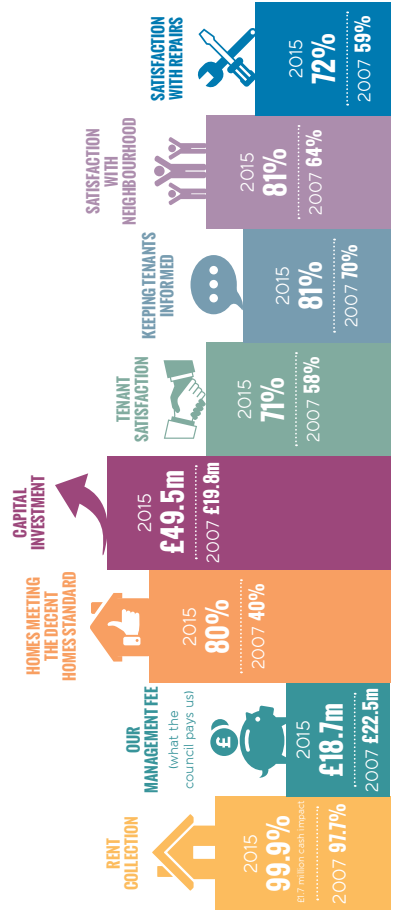 RENT
COLLECTION
2015
99.9%
£1.7 million cash impact
2007 97.7%
OUR
MANAGEMENT FEE
(what the
council pays us)
£
2015
£18.7m
2007 £22.5m
HOMES MEETING
THE DECENT
HOMES STANDARD
2015
80%
2007 40%
CAPITAL
INVESTMENT
2015
£49.5m
2007 £19.8m
TENANT
SATISFACTION
2015
71%
2007 58%
KEEPING TENANTS
INFORMED
2015
81%
2007 70%
SATISFACTION
WITH
NEIGHBOURHOOD
2015
81%
2007 64%
SATISFACTION
WITH REPAIRS
2015
72%
2007 59%